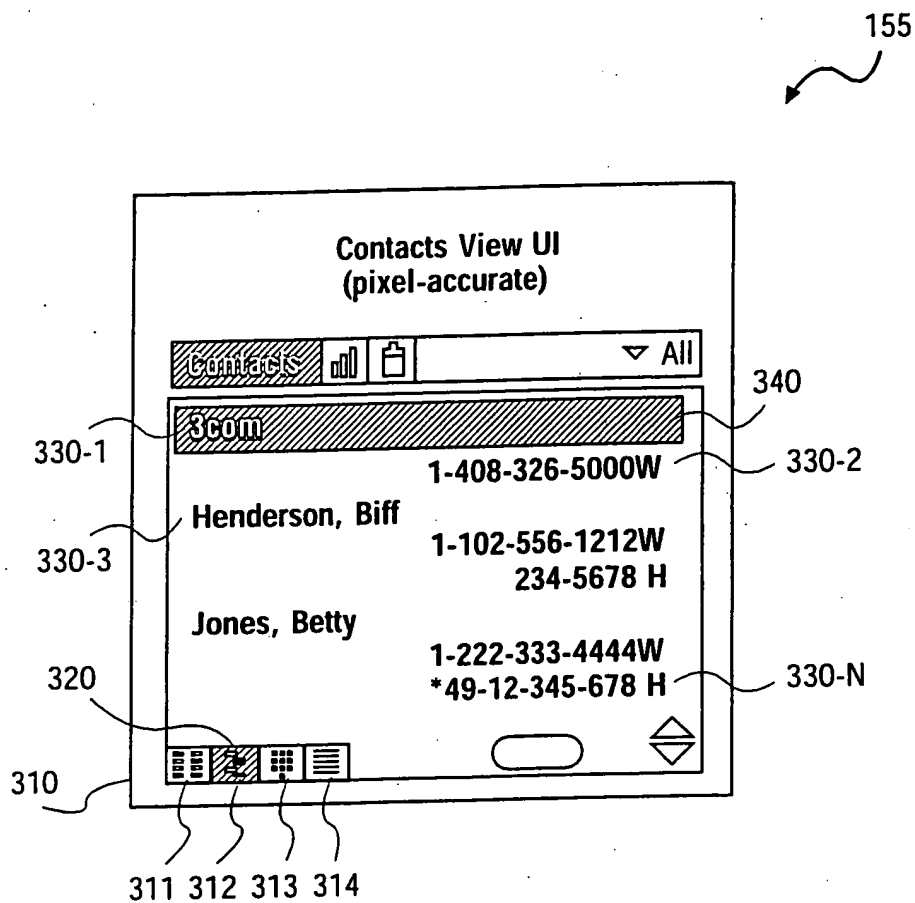 155
Contacts View UI
(pixel-accurate)
Contacts
All
340
3com
330-1
1-408-326-5000W
330-2
Henderson, Biff
330-3
1-102-556-1212W
234-5678 H
Jones, Betty
1-222-333-4444W
320
*49-12-345-678 H
330-N
310
311 312 313 314